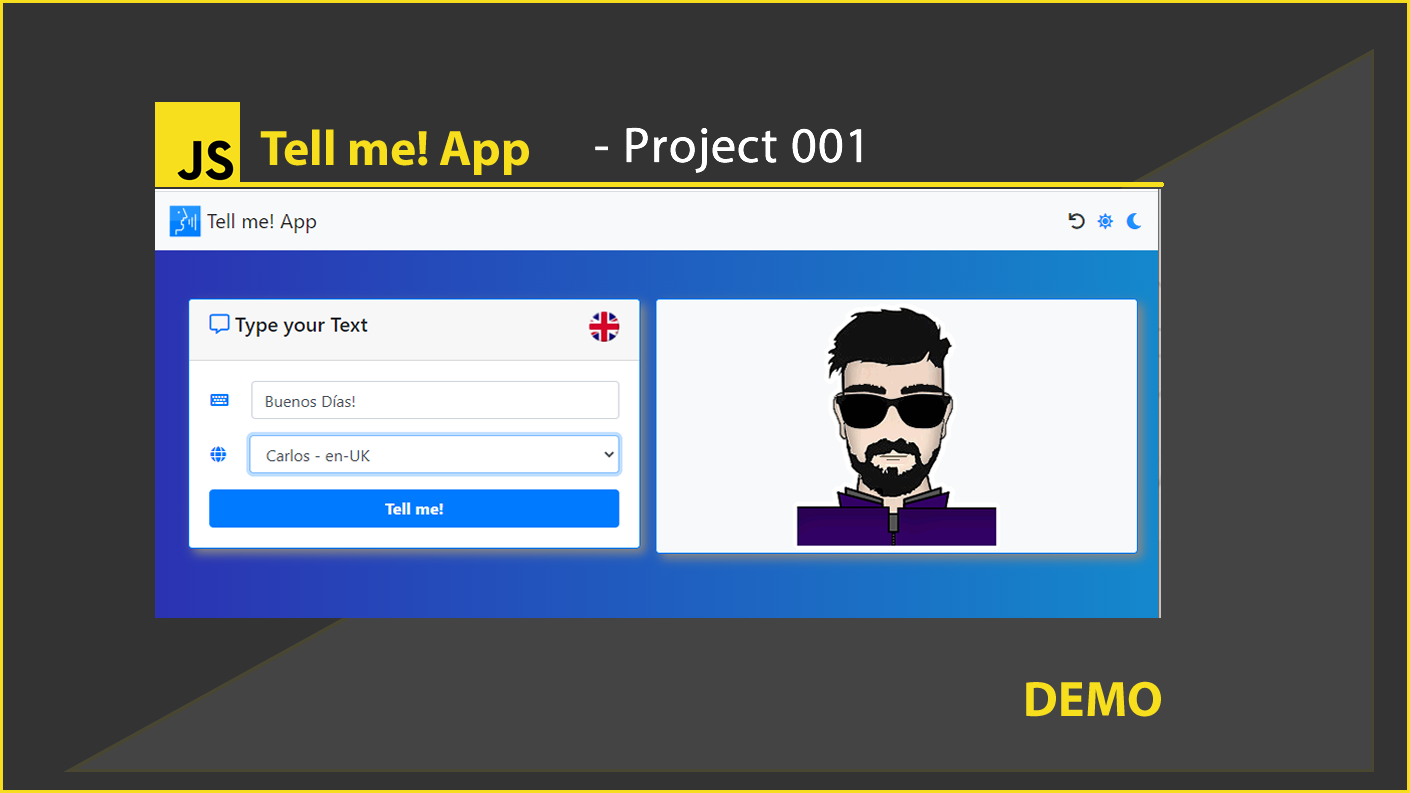 JS Tell me! App - Project 001
Tell me! App
Type your Text
Buenos Días!
Carlos - en-UK
Tell me!
DEMO